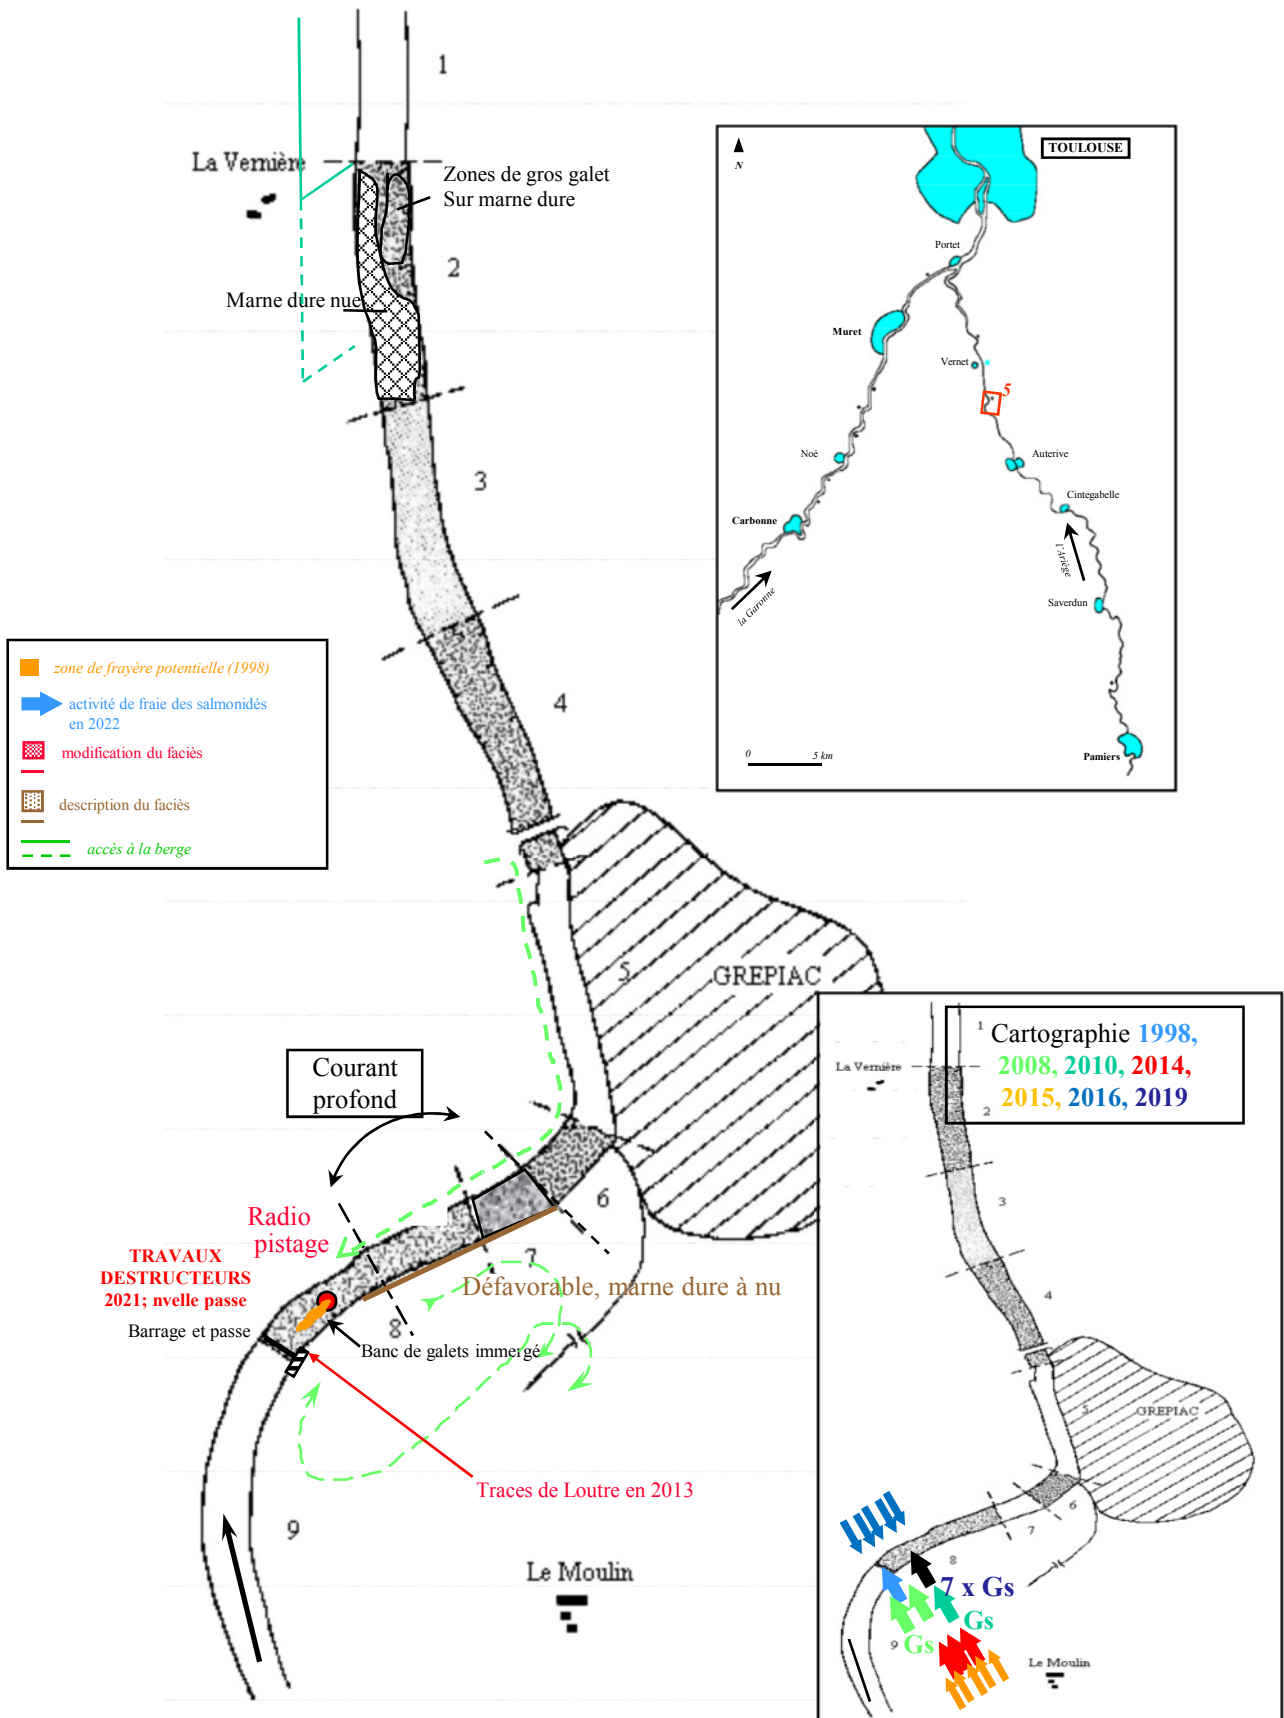 1
La Vernière
Zones de gros galet
Sur marne dure
2
Marne dure nue
3
4
5
GREPIAC
6
7
8
9
Courant
profond
Radio
pistage
TRAVAUX
DESTRUCTEURS
2021; nvelle passe
Barrage et passe
Défavorable, marne dure à nu
Banc de galets immergé
Traces de Loutre en 2013
Le Moulin
zone de frayère potentielle (1998)
activité de fraie des salmonidés
en 2022
modification du faciès
description du faciès
accès à la berge
N
TOULOUSE
Portet
Muret
Vernet
5
Noé
Auterive
Cintegabelle
Carbonne
l'Ariège
la Garonne
Saverdun
Pamiers
0 5 km
1
Cartographie 1998,
2008, 2010, 2014,
2015, 2016, 2019
La Vernière
2
3
4
5
GREPIAC
6
7
8
7 x Gs
Gs
Gs
9
Le Moulin